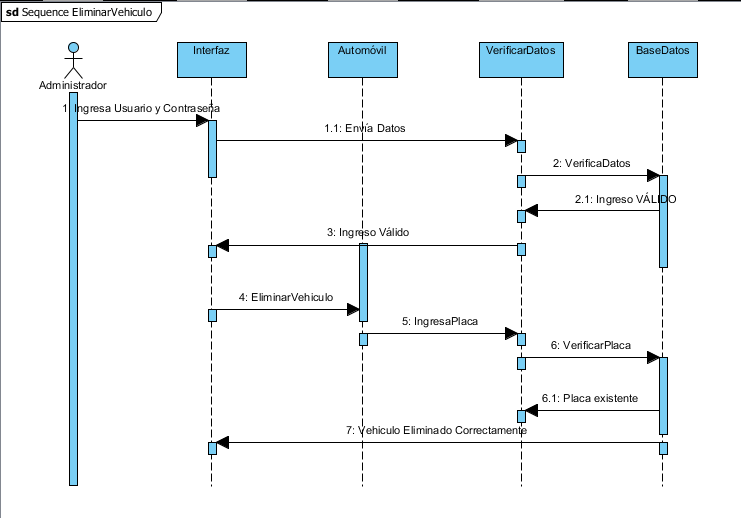 sd Sequence EliminarVehiculo
Interfaz
Automóvil
VerificarDatos
BaseDatos
Administrador
1: Ingresa Usuario y Contraseña
1.1: Envía Datos
2: VerificaDatos
2.1: Ingreso VÁLIDO
3: Ingreso Válido
4: EliminarVehiculo
5: IngresaPlaca
6: VerificarPlaca
6.1: Placa existente
7: Vehiculo Eliminado Correctamente